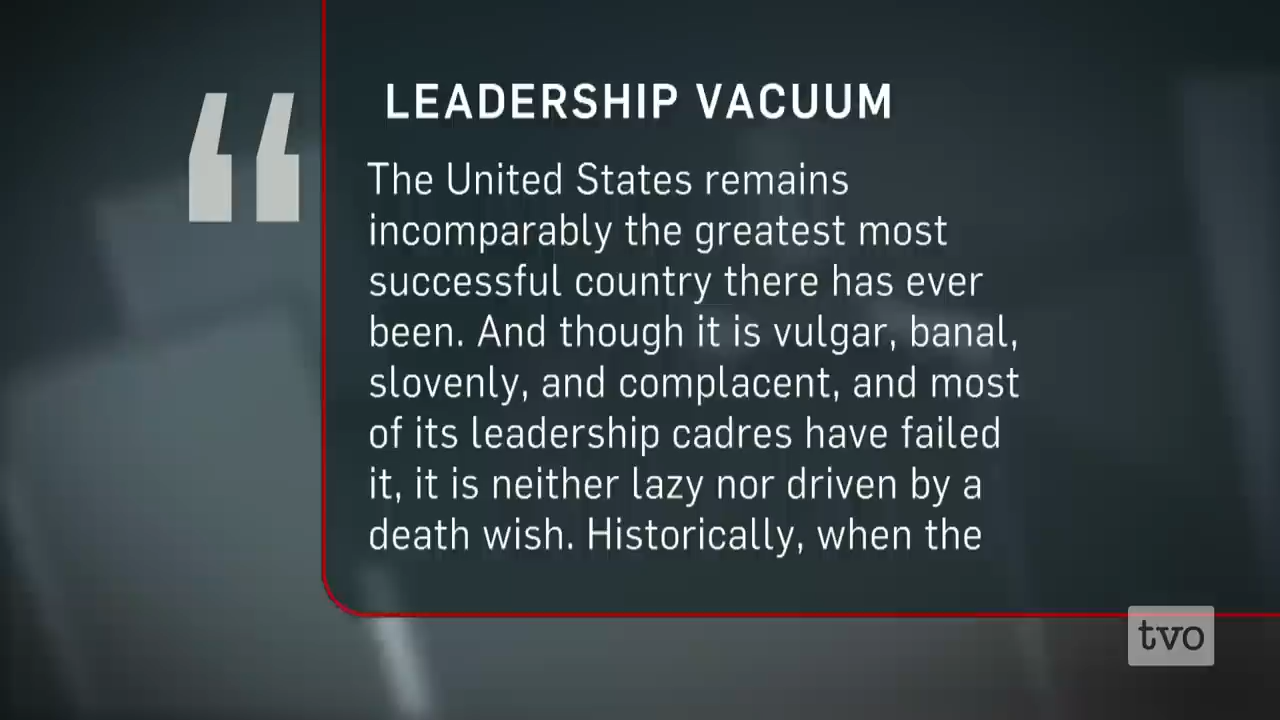 “
LEADERSHIP VACUUM
The United States remains
incomparably the greatest most
successful country there has ever
been. And though it is vulgar, banal,
slovenly, and complacent, and most
of its leadership cadres have failed
it, it is neither lazy nor driven by a
death wish. Historically, when the
tvo